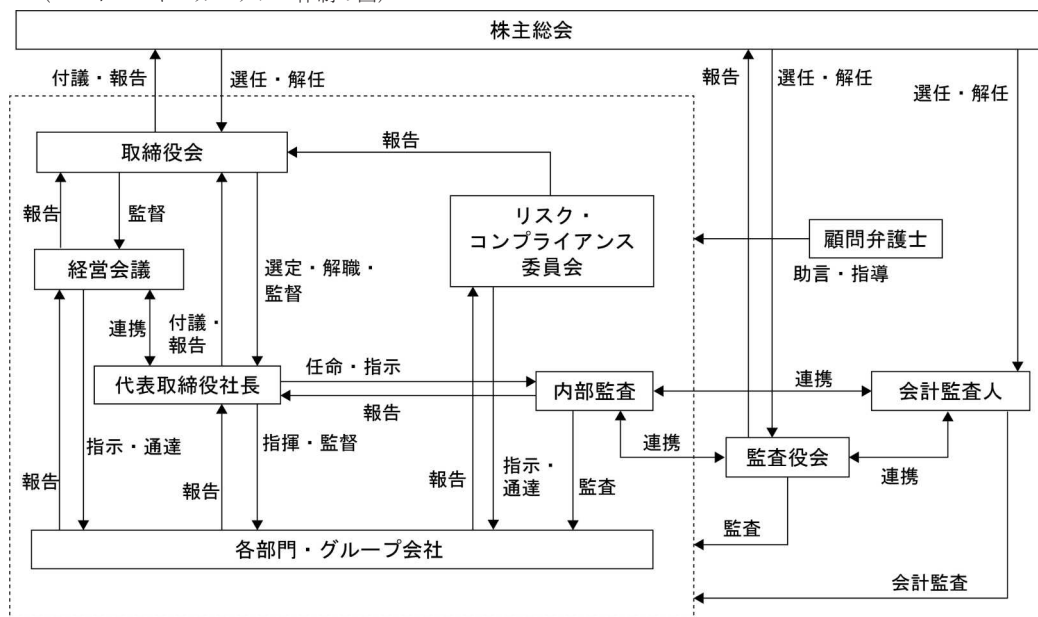 株主総会
付議・報告
選任・解任
報告
選任・解任
選任・解任
取締役会
報告
報告
監督
リスク・
コンプライアンス
委員会
顧問弁護士
助言・指導
経営会議
選定・解職・
監督
連携
付議・
報告
代表取締役社長
任命・指示
報告
内部監査
連携
会計監査人
指示・通達
指揮・監督
連携
監査役会
連携
報告
報告
報告
指示・
通達
監査
監査
各部門・グループ会社
会計監査